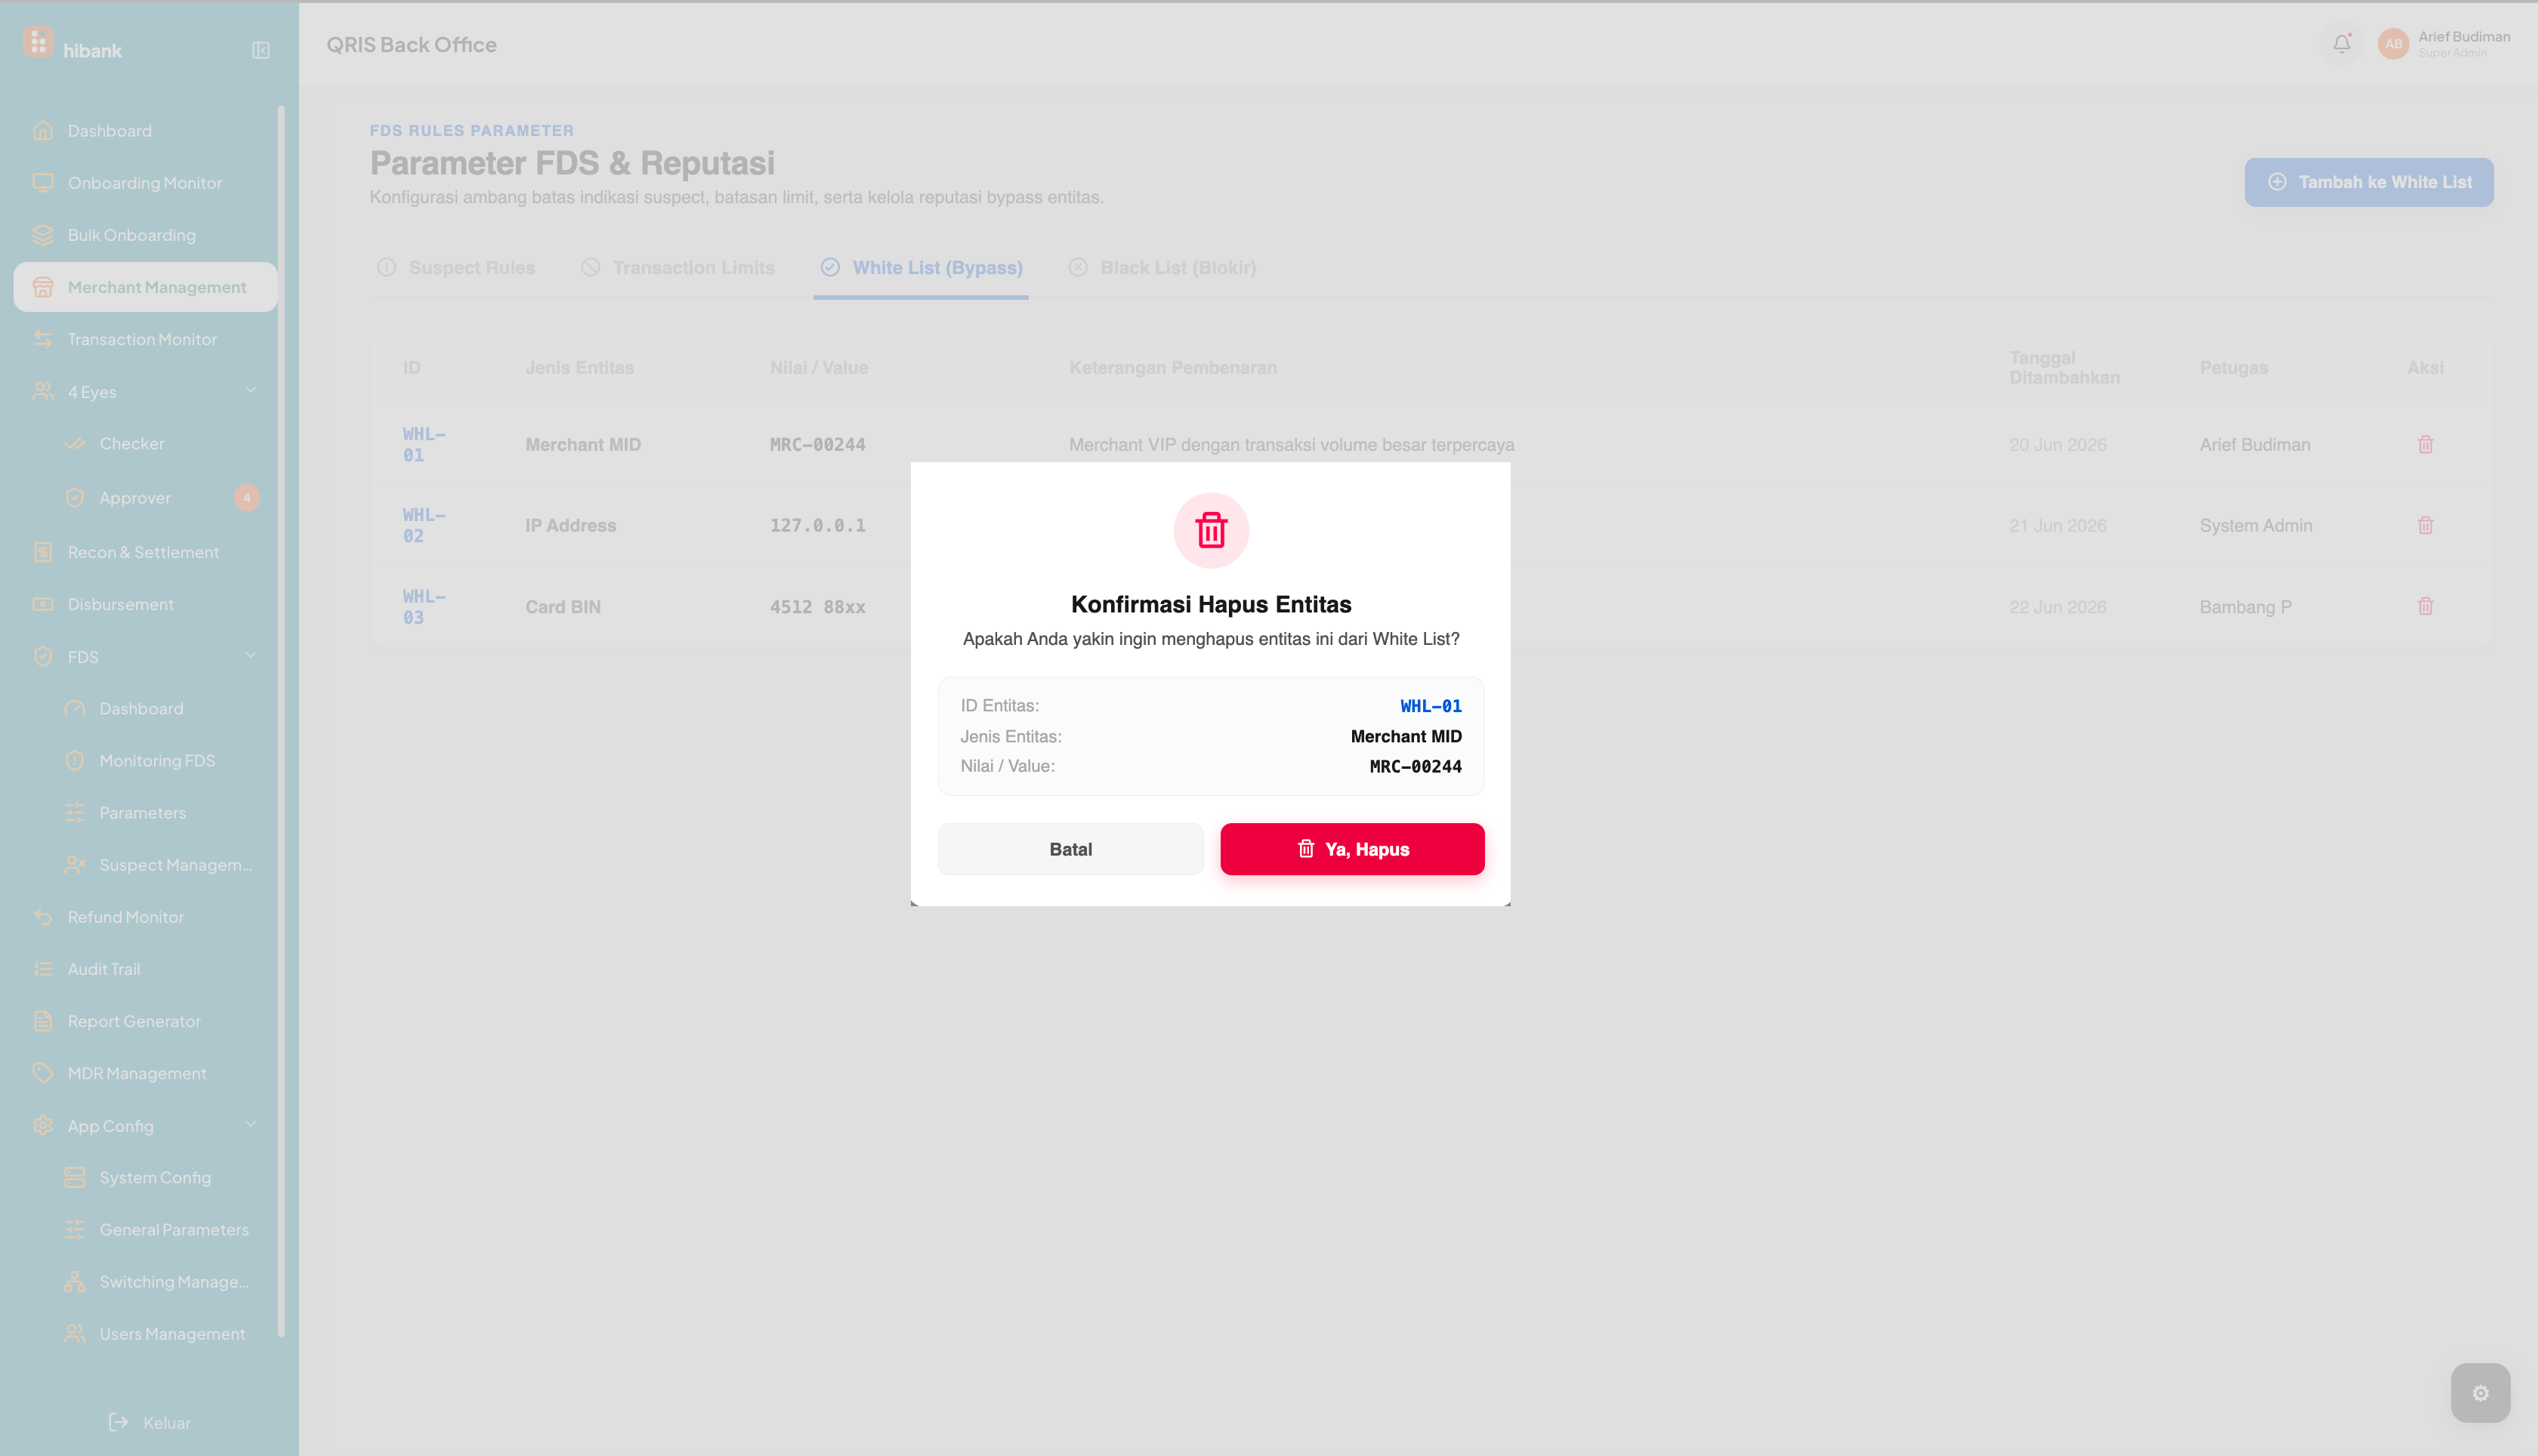 hibank
QRIS Back Office
AB
Arief Budiman
Super Admin
Dashboard
Onboarding Monitor
Bulk Onboarding
Merchant Management
Transaction Monitor
4 Eyes
Checker
Approver
4
Recon & Settlement
Disbursement
FDS
Dashboard
Monitoring FDS
Parameters
Suspect Managem...
Refund Monitor
Audit Trail
Report Generator
MDR Management
App Config
System Config
General Parameters
Switching Manage...
Users Management
Keluar
FDS RULES PARAMETER
Parameter FDS & Reputasi
Konfigurasi ambang batas indikasi suspect, batasan limit, serta kelola reputasi bypass entitas.
Tambah ke White List
Suspect Rules
Transaction Limits
White List (Bypass)
Black List (Blokir)
ID
Jenis Entitas
Nilai / Value
Keterangan Pembenaran
Tanggal
Ditambahkan
Petugas
Aksi
WHL-
01
Merchant MID
MRC-00244
Merchant VIP dengan transaksi volume besar terpercaya
20 Jun 2026
Arief Budiman
WHL-
02
IP Address
127.0.0.1
21 Jun 2026
System Admin
WHL-
03
Card BIN
4512 88xx
22 Jun 2026
Bambang P
Konfirmasi Hapus Entitas
Apakah Anda yakin ingin menghapus entitas ini dari White List?
ID Entitas:
WHL-01
Jenis Entitas:
Merchant MID
Nilai / Value:
MRC-00244
Batal
Ya, Hapus